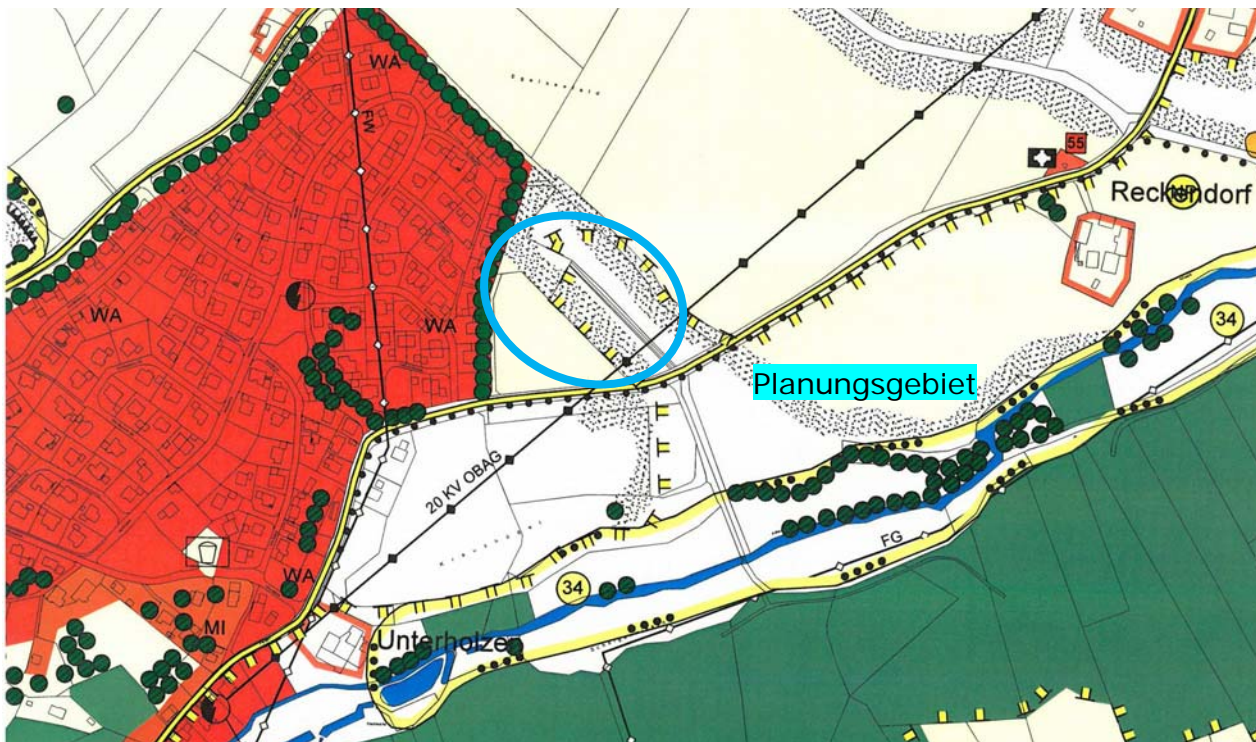 WA
FW
55
Reckendorf
WA
WA
34
Planungsgebiet
20 KV OBAG
FG
WA
34
MI
Unterholzen